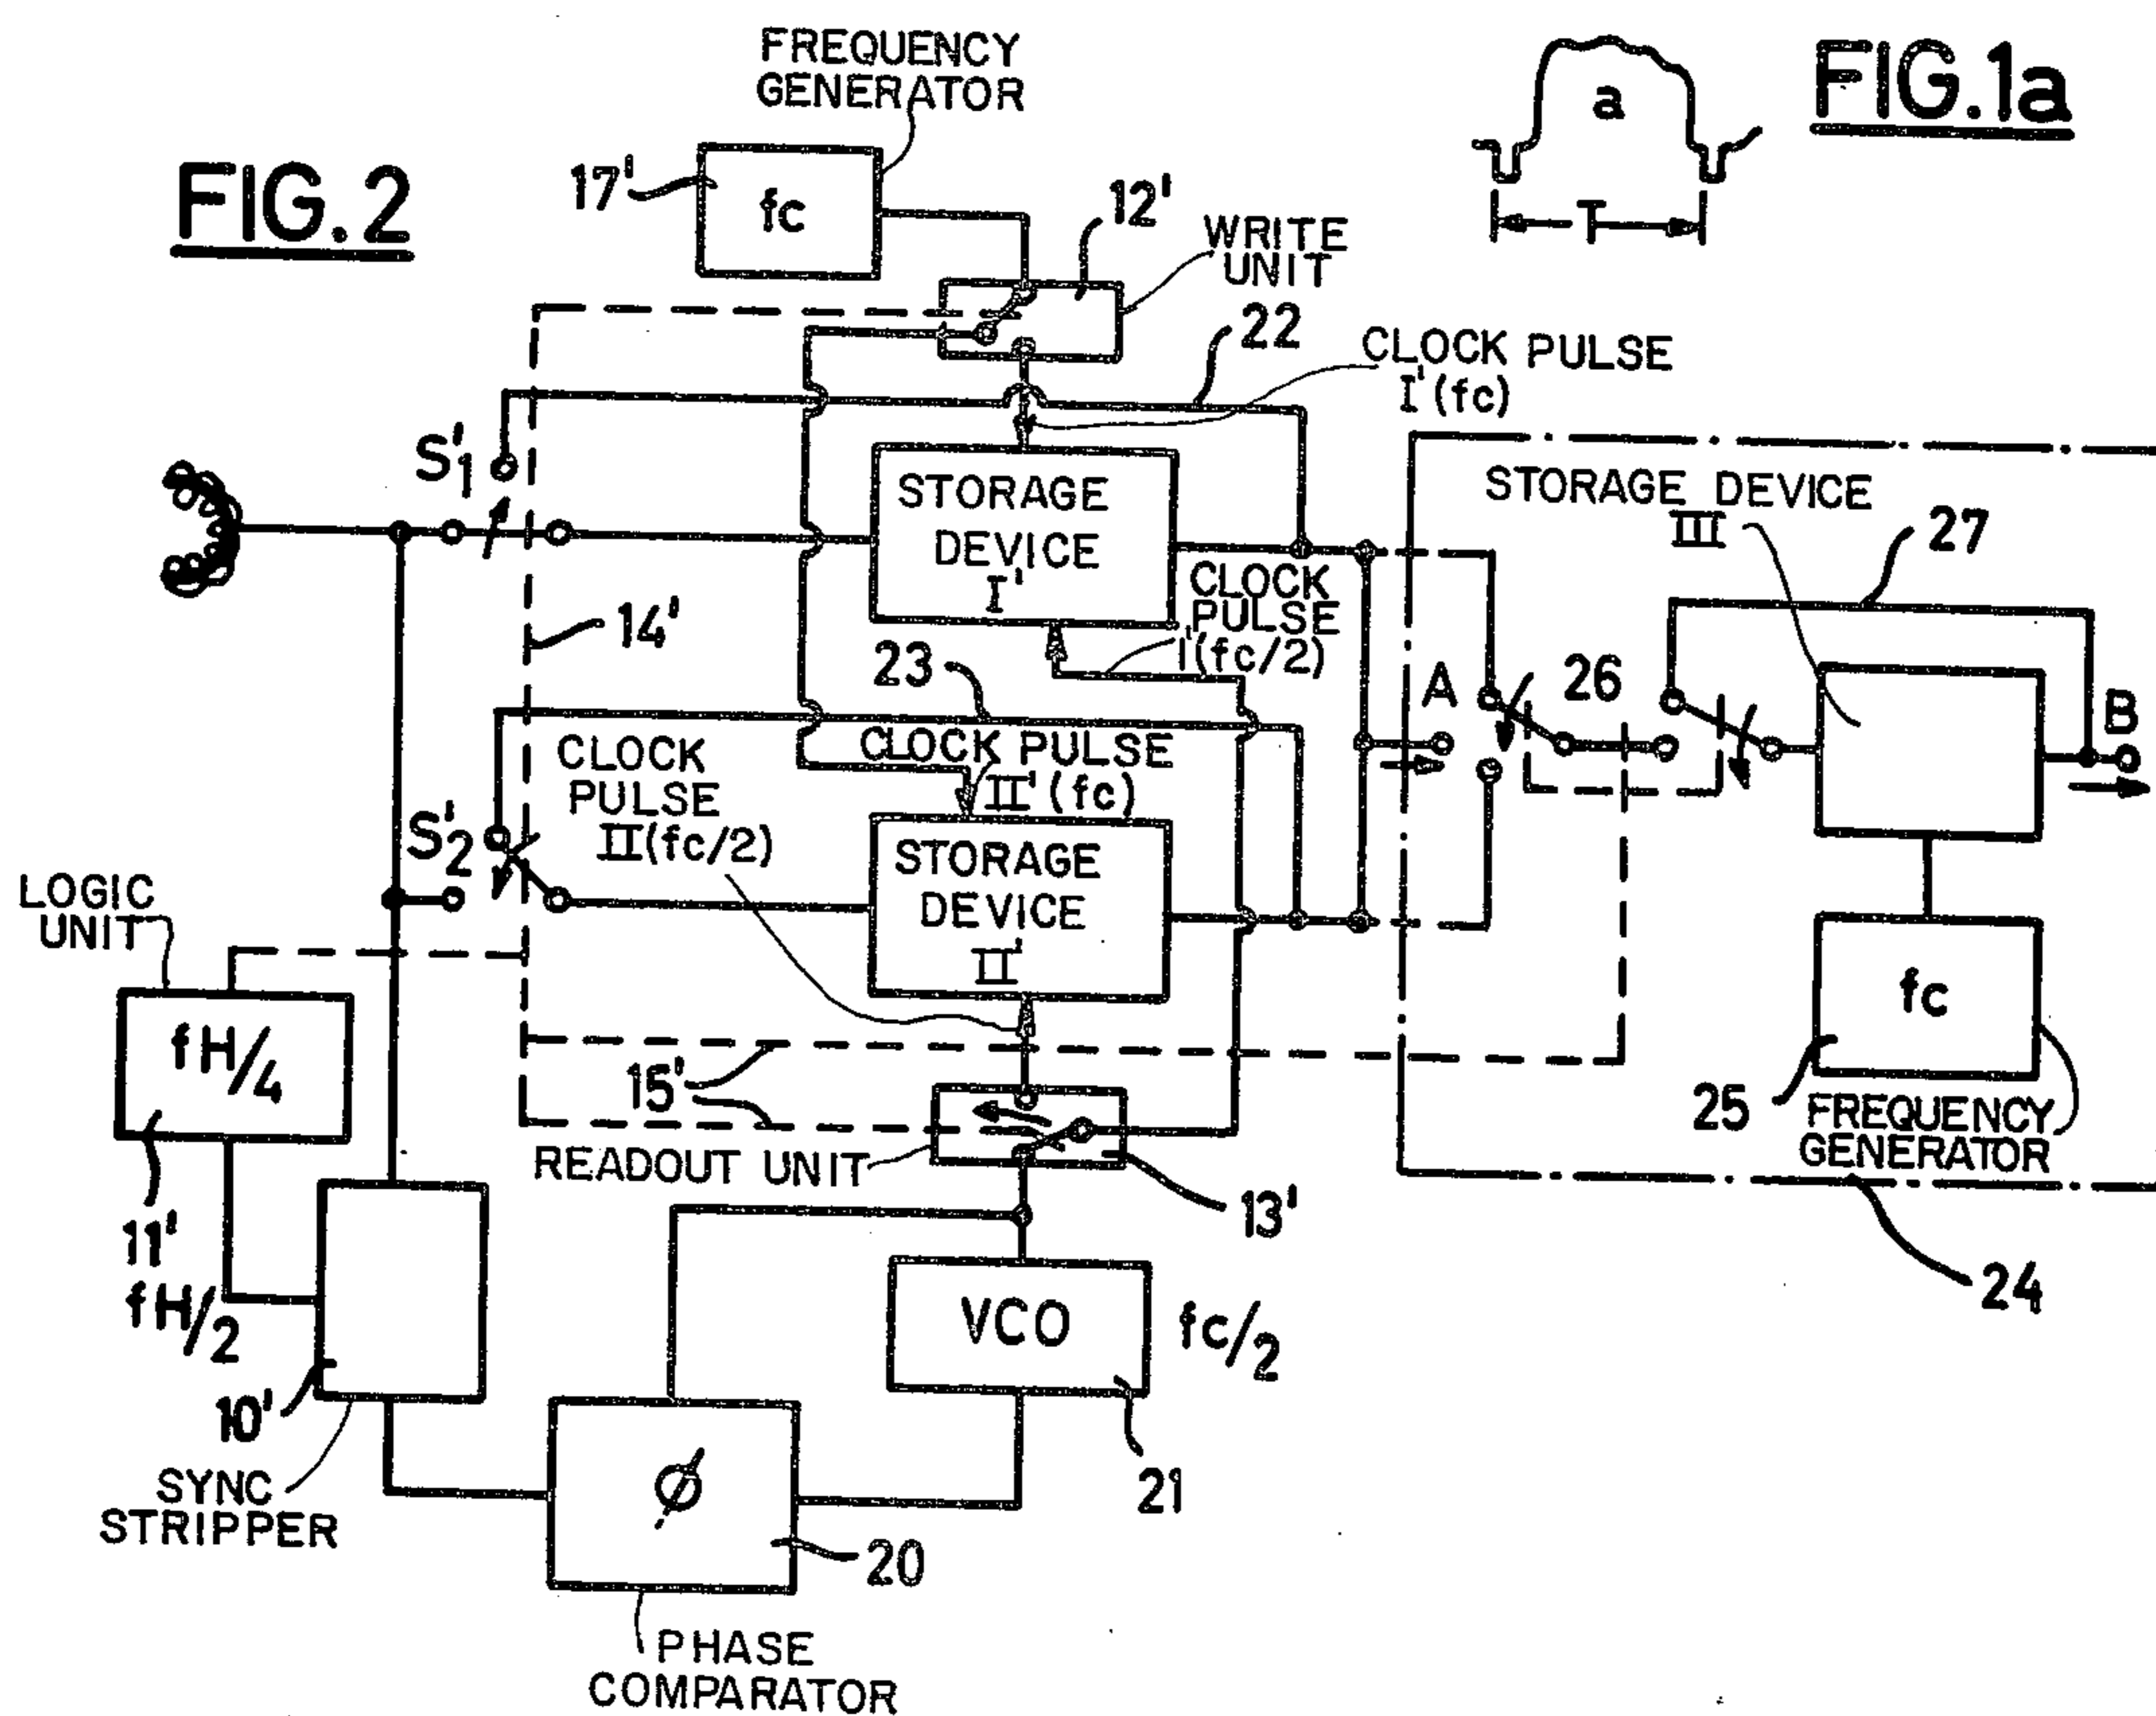 FREQUENCY
GENERATOR
FIG.1a
a
T
FIG.2
17'
fc
12'
WRITE
UNIT
22
CLOCK PULSE
I'(fc)
S'1
STORAGE
DEVICE
I'
STORAGE DEVICE
III
27
CLOCK
PULSE
I'(fc/2)
14'
23
A
26
B
CLOCK
PULSE
II(fc/2)
CLOCK PULSE
II'(fc)
S'2
STORAGE
DEVICE
II'
LOGIC
UNIT
fH/4
fc
15'
25
FREQUENCY
GENERATOR
READOUT UNIT
13'
11'
fH/2
24
VCO
fc/2
10'
21
SYNC
STRIPPER
Ø
20
PHASE
COMPARATOR